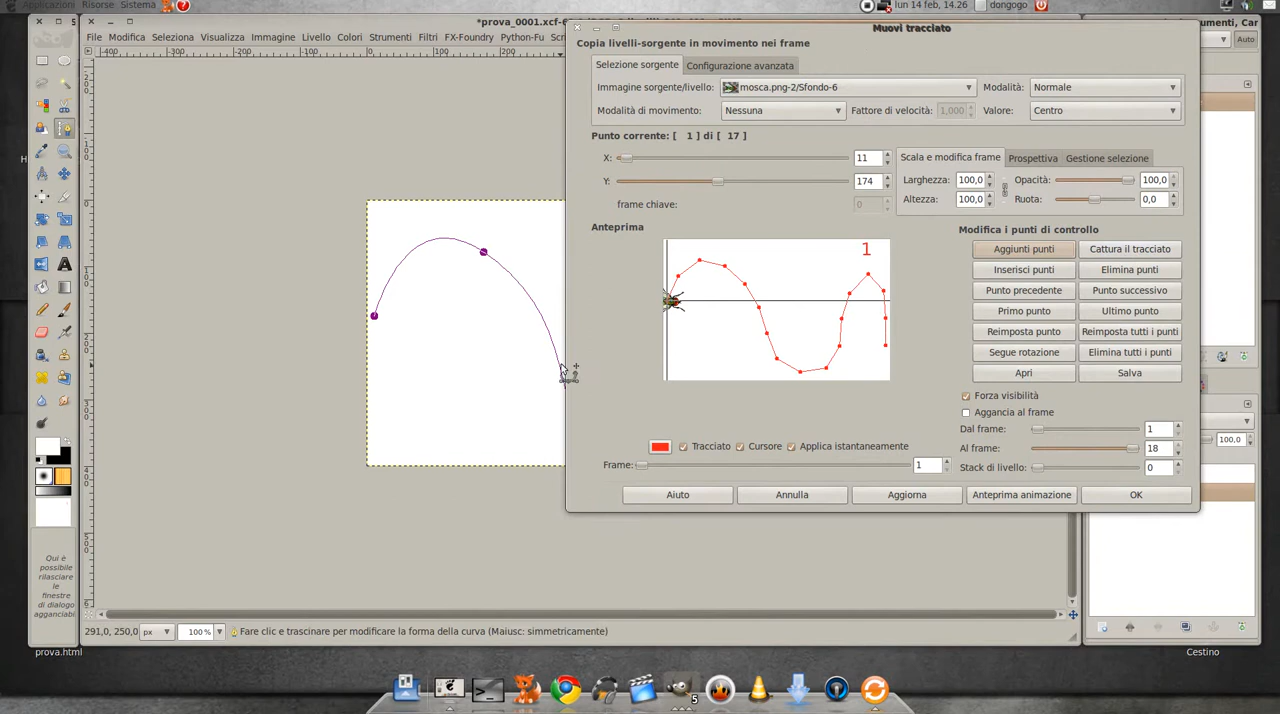 Applicazioni Risorse Sistema
lun 14 feb, 14.26 dongogo
Muovi tracciato
File Modifica Seleziona Visualizza Immagine Livello Colori Strumenti Filtri FX-Foundry Python-Fu
Copia livelli-sorgente in movimento nei frame
Auto
Selezione sorgente Configurazione avanzata
Immagine sorgente/livello: mosca.png-2/Sfondo-6 Modalità: Normale
Modalità di movimento: Nessuna Fattore di velocità: 1,000 Valore: Centro
Punto corrente: [ 1 ] di [ 17 ]
X: 11
Scala e modifica frame Prospettiva Gestione selezione
Y: 174
Larghezza: 100,0 Opacità: 100,0
frame chiave: 0
Altezza: 100,0 Ruota: 0,0
Anteprima
Modifica i punti di controllo
1
Aggiunti punti Cattura il tracciato
Inserisci punti Elimina punti
Punto precedente Punto successivo
Primo punto Ultimo punto
Reimposta punto Reimposta tutti i punti
Segue rotazione Elimina tutti i punti
Apri Salva
Forza visibilità
Aggancia al frame
Dal frame: 1
Tracciato Cursore Applica istantaneamente
Al frame: 18
100,0
Frame: 1
Stack di livello: 0
Aiuto Annulla Aggiorna Anteprima animazione OK
Qui è
possibile
rilasciare
le
finestre
di dialogo
agganciabi
291,0, 250,0 px 100% Fare clic e trascinare per modificare la forma della curva (Maiusc: simmetricamente)
prova.html
Cestino
5